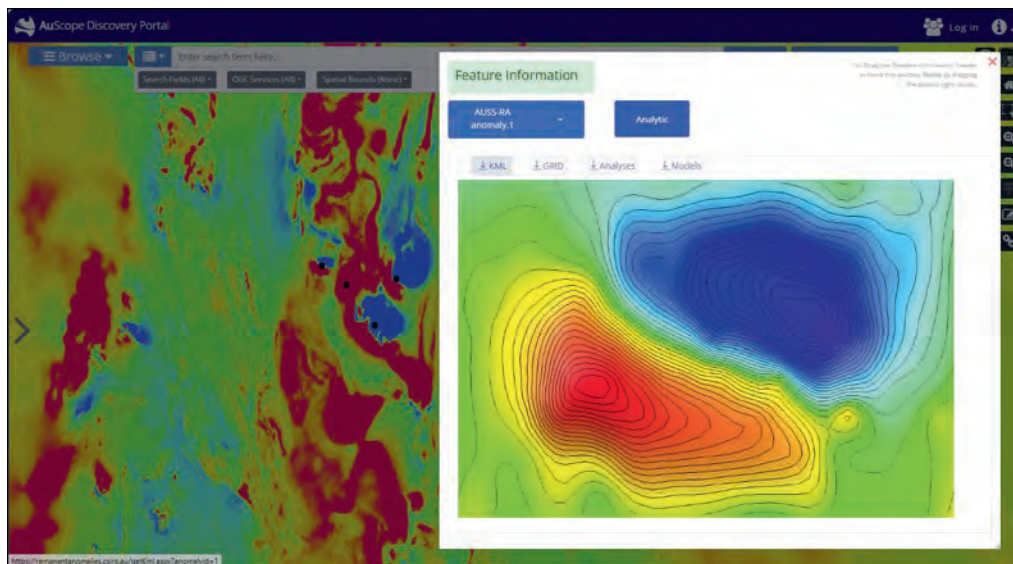 AuScope Discovery Portal
Log in
Browse
Enter search term here...
Search Fields (All)
OGC Services (All)
Spatial Bounds (None)
Feature Information
AUSS-RA
anomaly.1
Analytic
KML
GRID
Analyses
Models
https://remanentanomalies.csiro.au/getKml.aspx?anomalyid=1